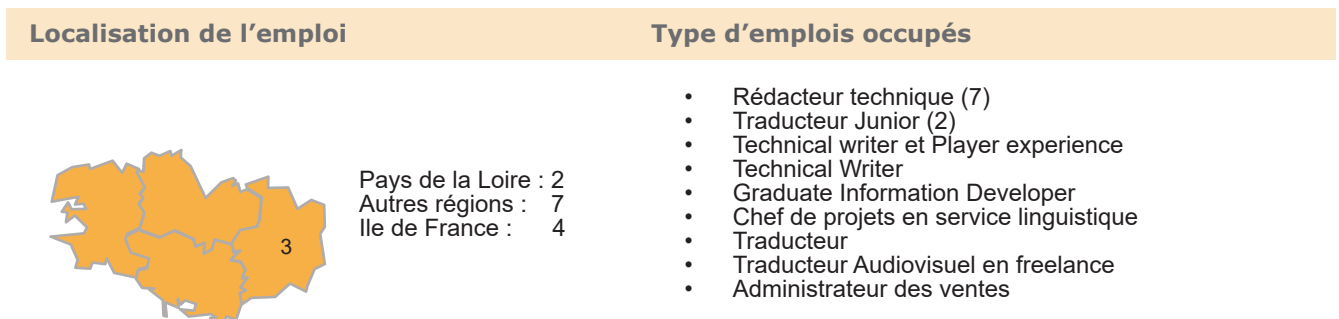 Localisation de l’emploi
Type d’emplois occupés
3
Pays de la Loire : 2
Autres régions : 7
Ile de France : 4
• Rédacteur technique (7)
• Traducteur Junior (2)
• Technical writer et Player experience
• Technical Writer
• Graduate Information Developer
• Chef de projets en service linguistique
• Traducteur
• Traducteur Audiovisuel en freelance
• Administrateur des ventes